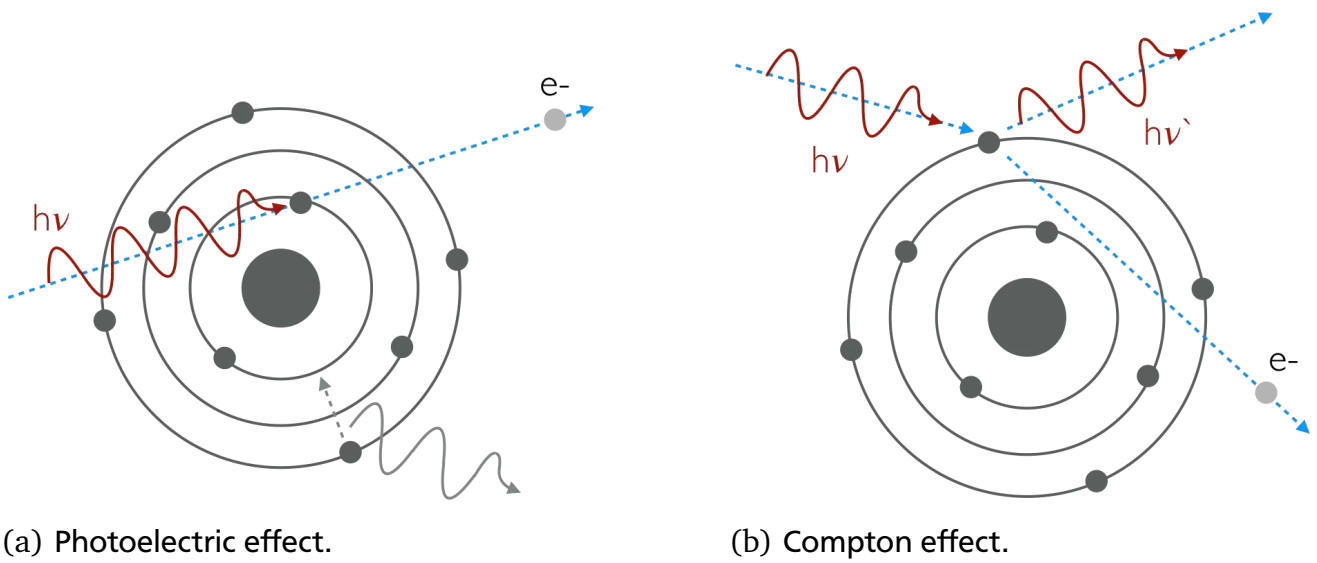 e-
hν
(a) Photoelectric effect.
hν
hν`
e-
(b) Compton effect.